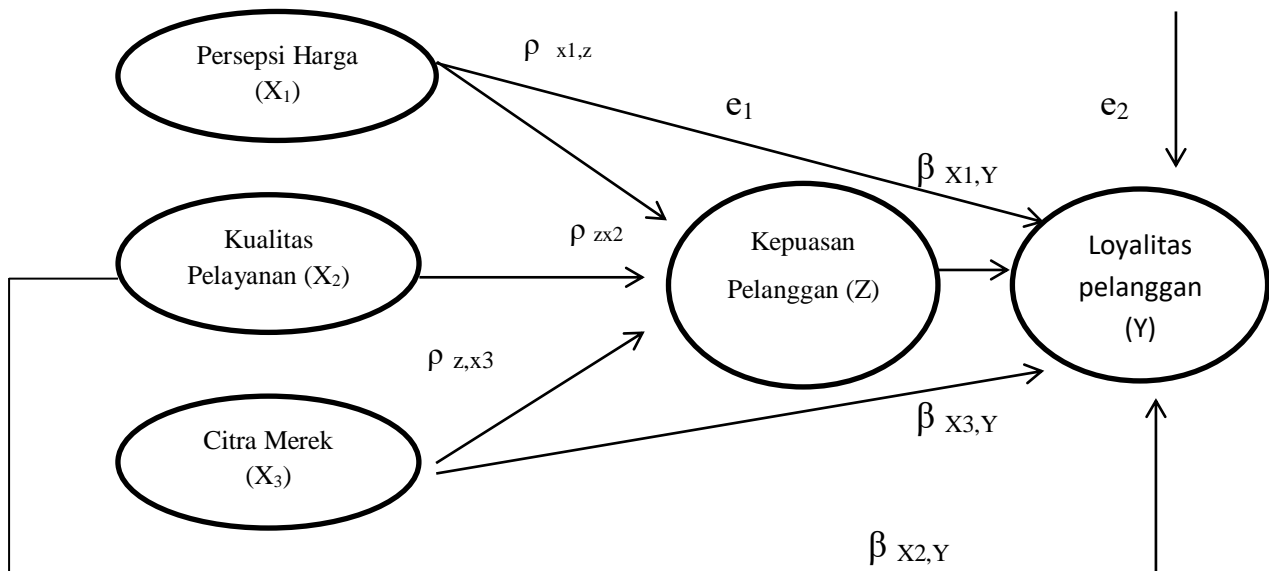 Persepsi Harga
(X₁)
ρ x1,z
e₁
e₂
β X1,Y
Kualitas
Pelayanan (X₂)
ρ zx2
Kepuasan
Pelanggan (Z)
Loyalitas
pelanggan
(Y)
ρ z,x3
Citra Merek
(X₃)
β X3,Y
β X2,Y